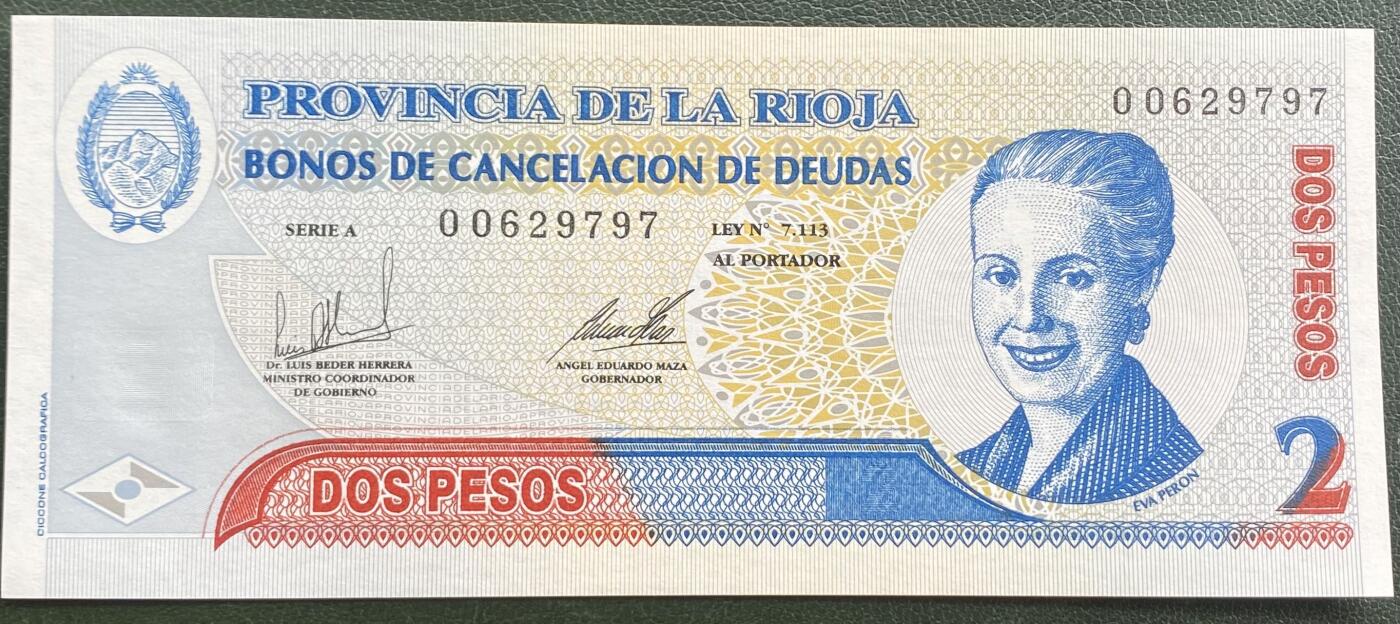 PROVINCIA DE LA RIOJA
00629797
BONOS DE CANCELACION DE DEUDAS
SERIE A
00629797
LEY Nº 7.113
AL PORTADOR
Dr. LUIS BEDER HERRERA
MINISTRO COORDINADOR
DE GOBIERNO
ANGEL EDUARDO MAZA
GOBERNADOR
DOS PESOS
DOS PESOS
EVA PERON
2
CICCONE CALCOGRAFICA